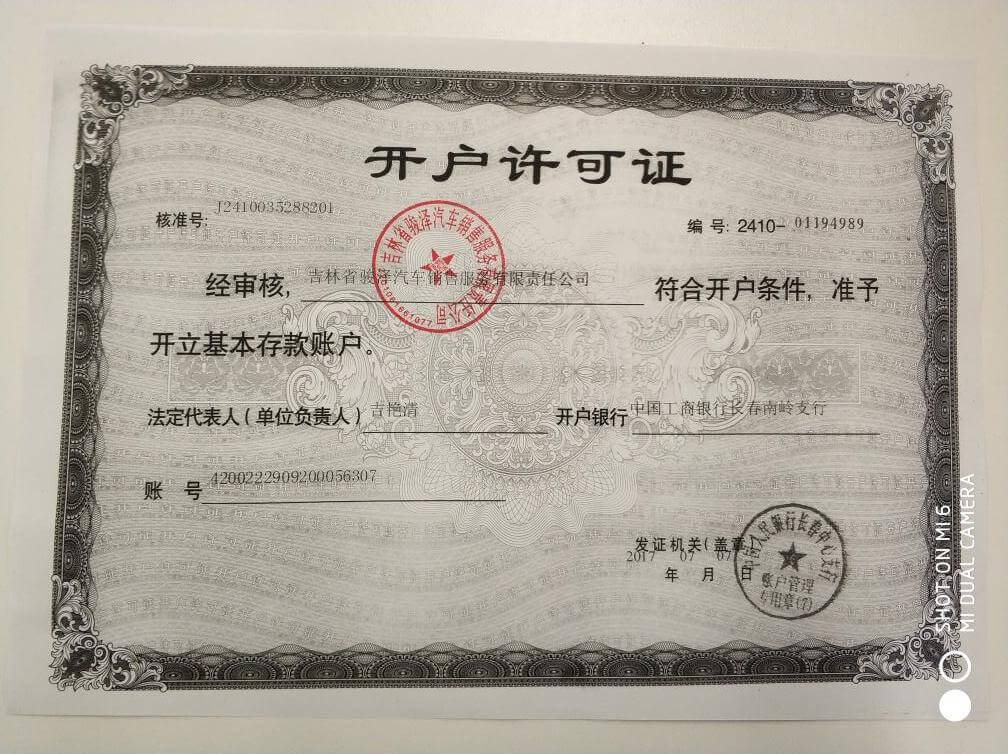 开户许可证
核准号: J2410035288201
编号: 2410- 01194989
经审核, 吉林省骏泽汽车销售服务有限责任公司 符合开户条件, 准予
开立基本存款账户。
法定代表人(单位负责人) 吉艳清 开户银行 中国工商银行长春南岭支行
账 号 4200222909200056307
发证机关(盖章)
2017 07 07
年 月 日
吉林省骏泽汽车销售服务有限责任公司
中国人民银行长春中心支行
账户管理
专用章
SHOT ON MI 6
MI DUAL CAMERA